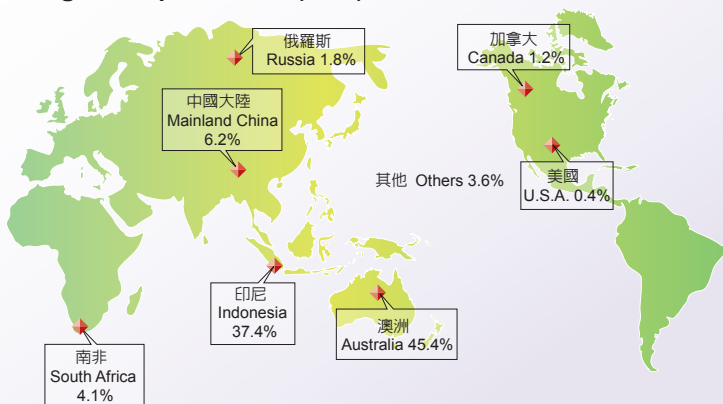 俄羅斯
Russia 1.8%
加拿大
Canada 1.2%
中國大陸
Mainland China
6.2%
其他 Others 3.6%
美國
U.S.A. 0.4%
印尼
Indonesia
37.4%
澳洲
Australia 45.4%
南非
South Africa
4.1%